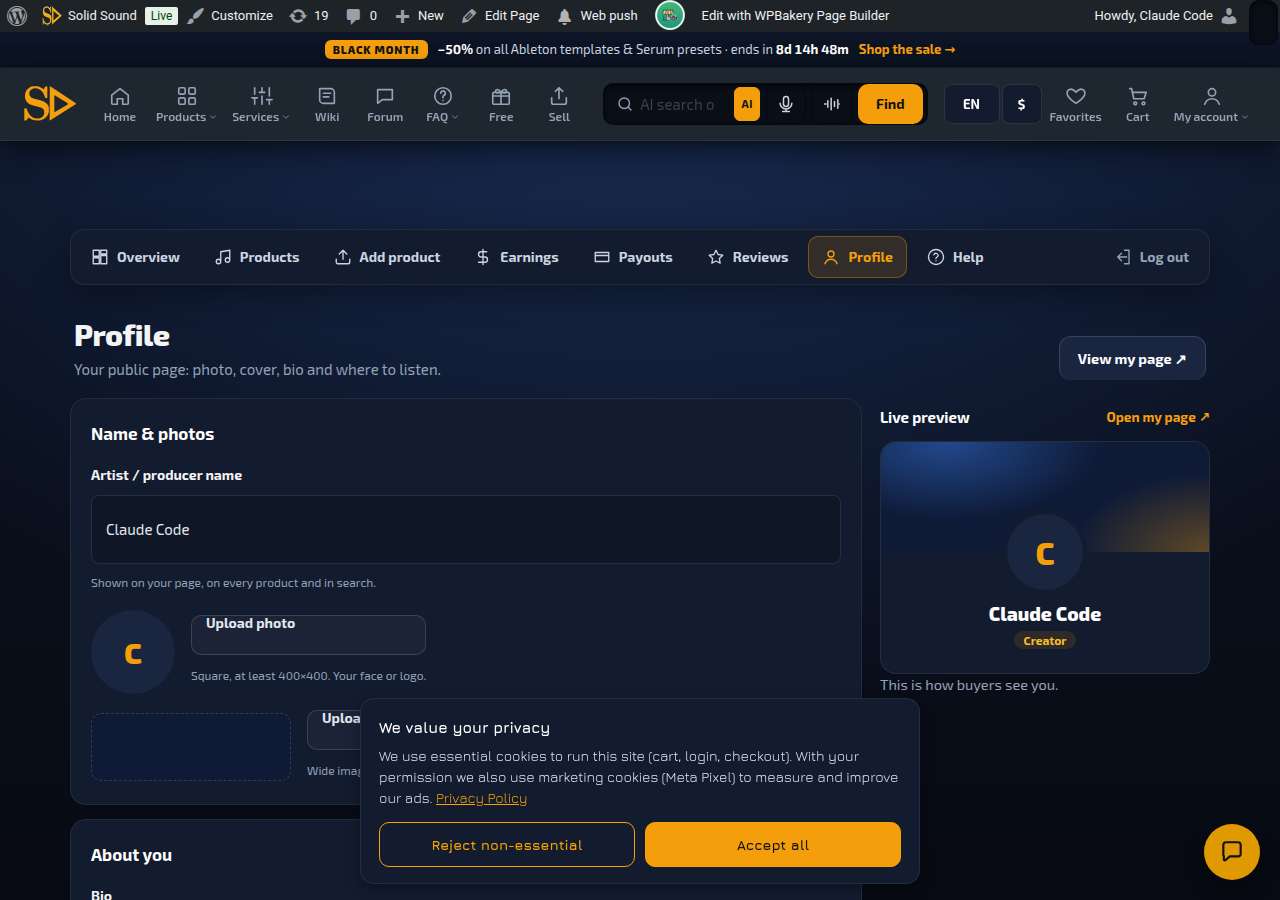 Solid Sound Live Customize 19 0 New Edit Page Web push Edit with WPBakery Page Builder Howdy, Claude Code
BLACK MONTH −50% on all Ableton templates & Serum presets · ends in 8d 14h 48m Shop the sale →
Home Products Services Wiki Forum FAQ Free Sell AI search o AI Find EN $ Favorites Cart My account
Overview Products Add product Earnings Payouts Reviews Profile Help Log out
Profile
Your public page: photo, cover, bio and where to listen.
View my page ↗
Name & photos
Artist / producer name
Claude Code
Shown on your page, on every product and in search.
C
Upload photo
Square, at least 400×400. Your face or logo.
Uploa
Wide imag
About you
Bio
Live preview
Open my page ↗
C
Claude Code
Creator
This is how buyers see you.
We value your privacy
We use essential cookies to run this site (cart, login, checkout). With your
permission we also use marketing cookies (Meta Pixel) to measure and improve
our ads. Privacy Policy
Reject non-essential
Accept all